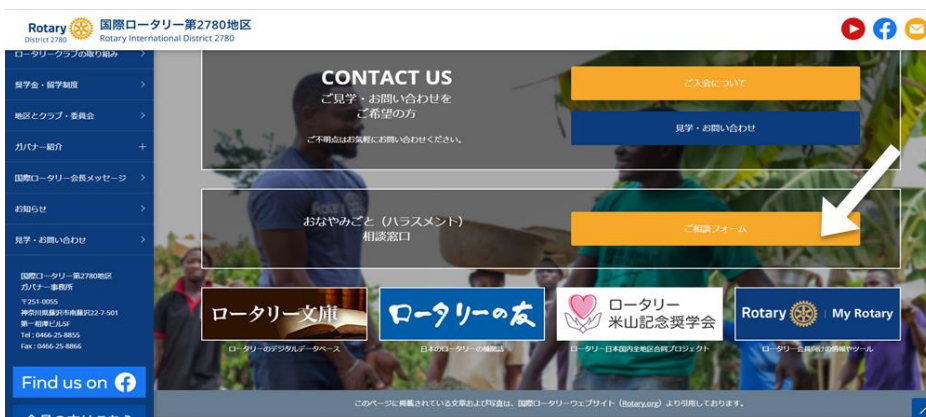 Rotary
District 2780
国際ロータリー第2780地区
Rotary International District 2780
ロータリークラブの取り組み
奨学会・留学制度
地区とクラブ・委員会
ガバナー紹介
国際ロータリー会長メッセージ
お知らせ
見学・お問い合わせ
国際ロータリー第2780地区
ガバナー事務所
〒251-0055
神奈川県藤沢市南藤沢22-7-501
第一相澤ビル5F
Tel : 0466-25-8855
Fax : 0466-25-8866
Find us on
会員の方はこちら
CONTACT US
ご見学・お問い合わせを
ご希望の方
ご不明点はお気軽にお問い合わせください。
ご入会について
見学・お問い合わせ
おなやみごと（ハラスメント）
相談窓口
ご相談フォーム
ロータリー文庫
ロータリーのデジタルデータベース
ロータリーの友
日本のロータリーの機関誌
ロータリー
米山記念奨学会
ロータリー日本国内全地区合同プロジェクト
Rotary
My Rotary
ロータリー会員向けの情報やツール
このページに掲載されている文章および写真は、国際ロータリーウェブサイト（Rotary.org）より引用しております。